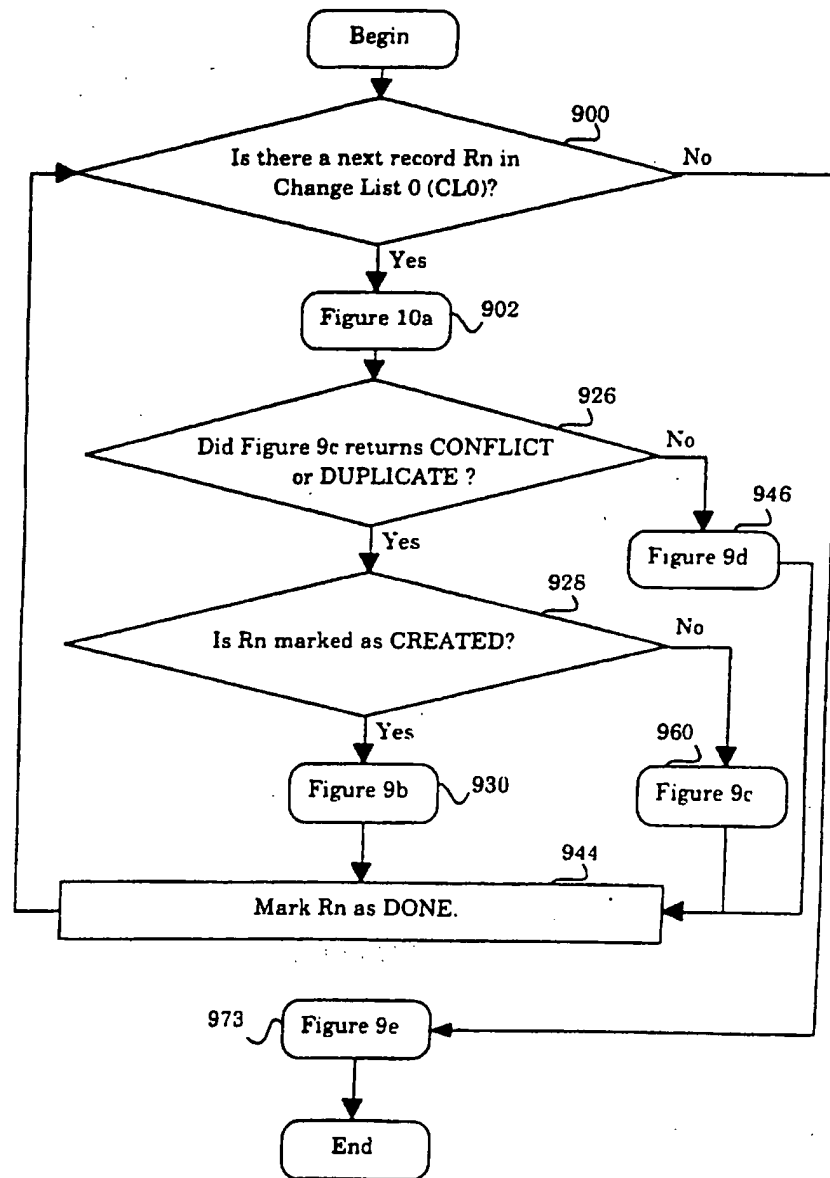 Begin
900
Is there a next record Rn in
Change List 0 (CL0)?
No
Yes
Figure 10a
902
926
Did Figure 9c returns CONFLICT
or DUPLICATE ?
No
946
Yes
Figure 9d
928
Is Rn marked as CREATED?
No
Yes
960
Figure 9b
930
Figure 9c
944
Mark Rn as DONE.
973
Figure 9e
End